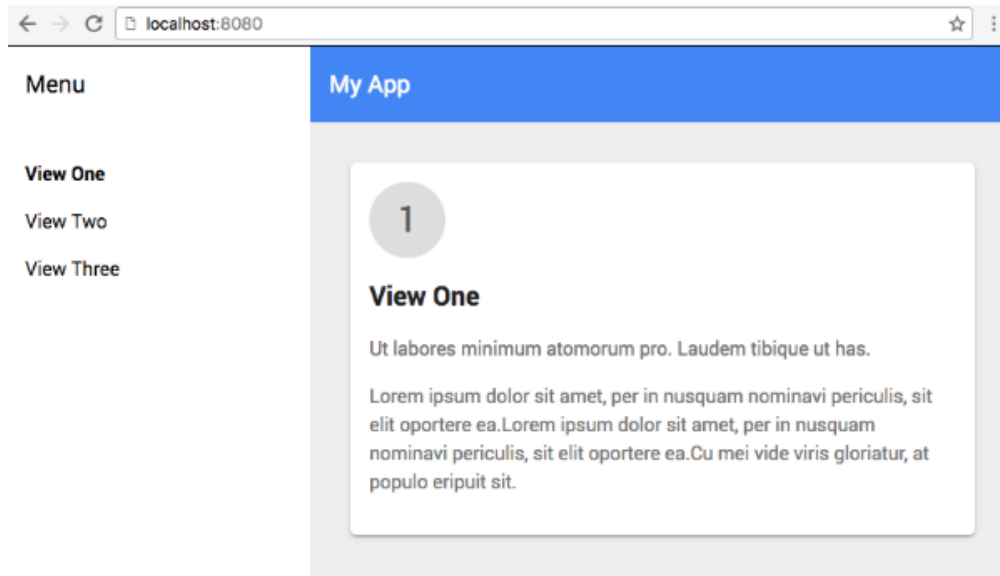 localhost:8080
Menu
My App
View One
View Two
View Three
1
View One
Ut labores minimum atomorum pro. Laudem tibique ut has.
Lorem ipsum dolor sit amet, per in nusquam nominavi periculis, sit
elit oportere ea.Lorem ipsum dolor sit amet, per in nusquam
nominavi periculis, sit elit oportere ea.Cu mei vide viris gloriatur, at
populo eripuit sit.